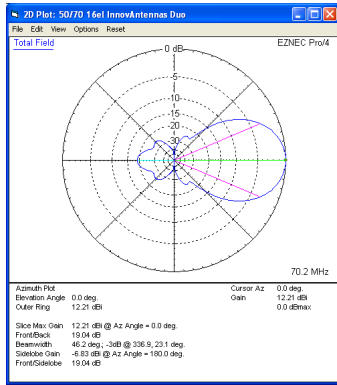 2D Plot: 50/70 16el InnovAntennas Duo
File Edit View Options Reset
Total Field
EZNEC Pro/4
0 dB
-5
-10
-15
-20
-30
70.2 MHz
Azimuth Plot
Elevation Angle 0.0 deg.
Outer Ring 12.21 dBi
Cursor Az 0.0 deg.
Gain 12.21 dBi
0.0 dBmax
Slice Max Gain 12.21 dBi @ Az Angle = 0.0 deg.
Front/Back 19.04 dB
Beamwidth 46.2 deg.; -3dB @ 336.9, 23.1 deg.
Sidelobe Gain -6.83 dBi @ Az Angle = 180.0 deg.
Front/Sidelobe 19.04 dB